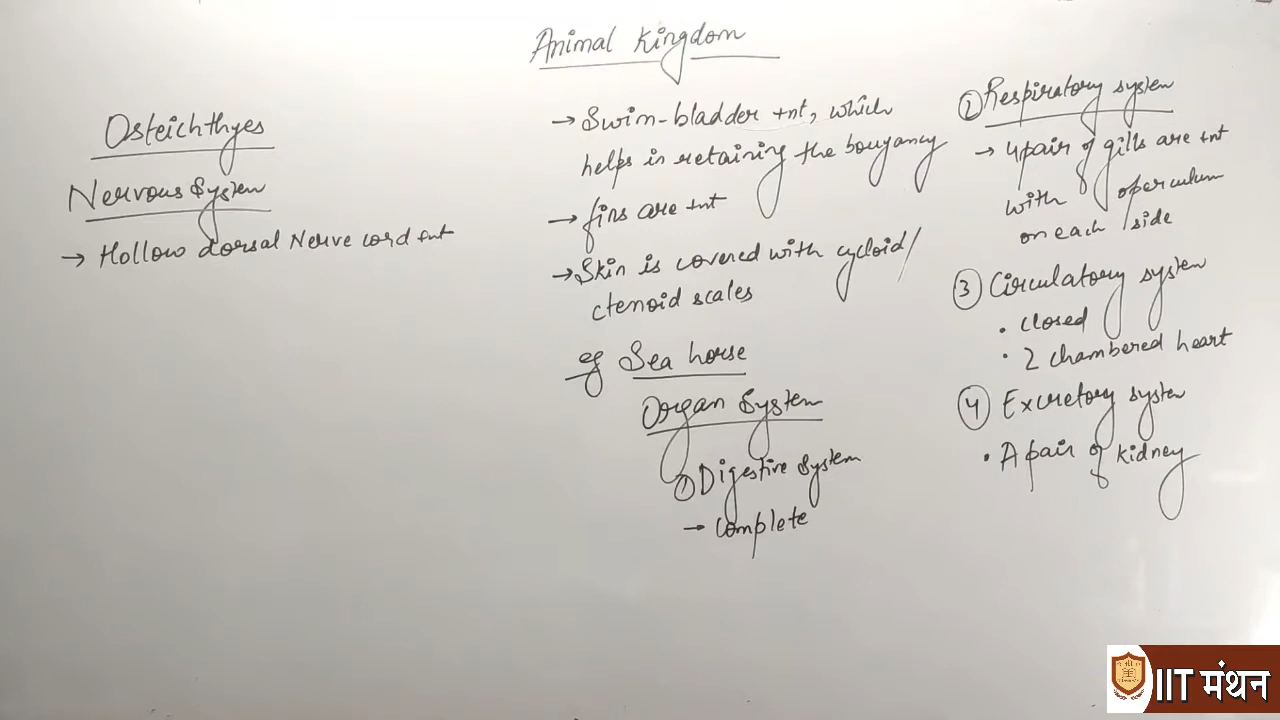 Animal Kingdom
Osteichthyes
Nervous System
→ Hollow dorsal Nerve cord +nt
→ Swim-bladder +nt, which
helps in retaining the bouyancy
→ fins are +nt
→ Skin is covered with cycloid/
ctenoid scales
eg Sea horse
Organ System
① Digestive System
→ Complete
② Respiratory system
→ 4 pair of gills are +nt
with operculum
on each side
③ Circulatory system
• closed
• 2 chambered heart
④ Excretory system
• A pair of kidney
IIT मंथन